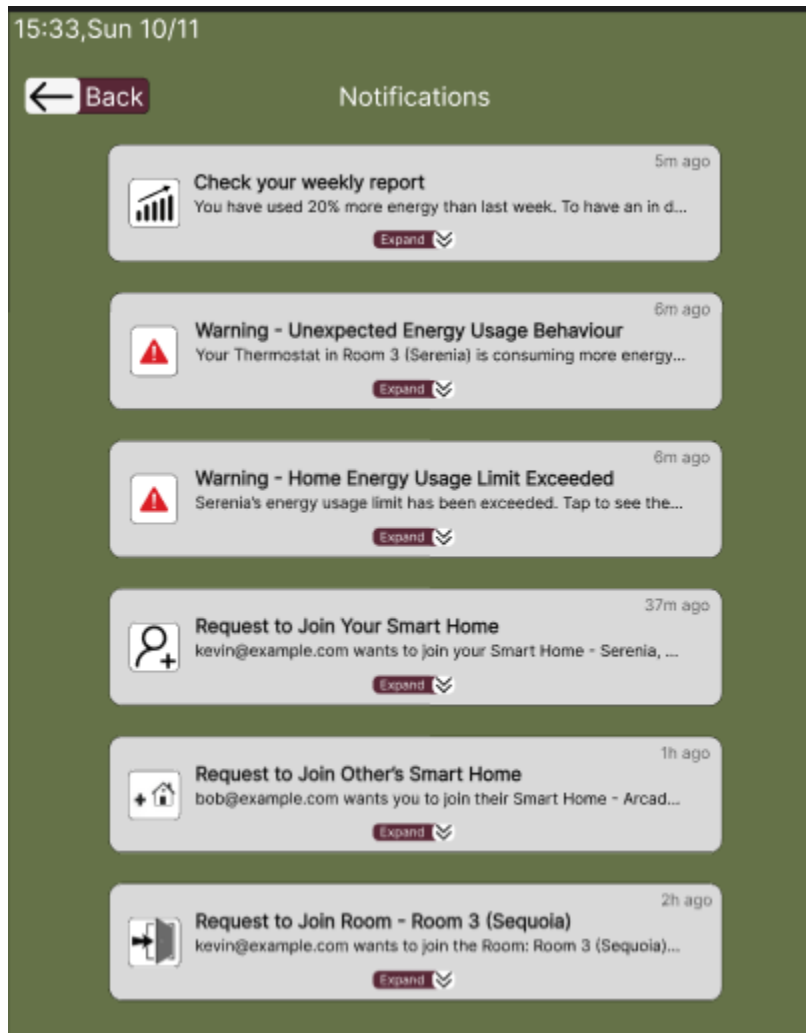 15:33,Sun 10/11
Back
Notifications
5m ago
Check your weekly report
You have used 20% more energy than last week. To have an in d...
Expand
6m ago
Warning - Unexpected Energy Usage Behaviour
Your Thermostat in Room 3 (Serenia) is consuming more energy...
Expand
6m ago
Warning - Home Energy Usage Limit Exceeded
Serenia's energy usage limit has been exceeded. Tap to see the...
Expand
37m ago
Request to Join Your Smart Home
kevin@example.com wants to join your Smart Home - Serenia, ...
Expand
1h ago
Request to Join Other's Smart Home
bob@example.com wants you to join their Smart Home - Arcad...
Expand
2h ago
Request to Join Room - Room 3 (Sequoia)
kevin@example.com wants to join the Room: Room 3 (Sequoia)...
Expand